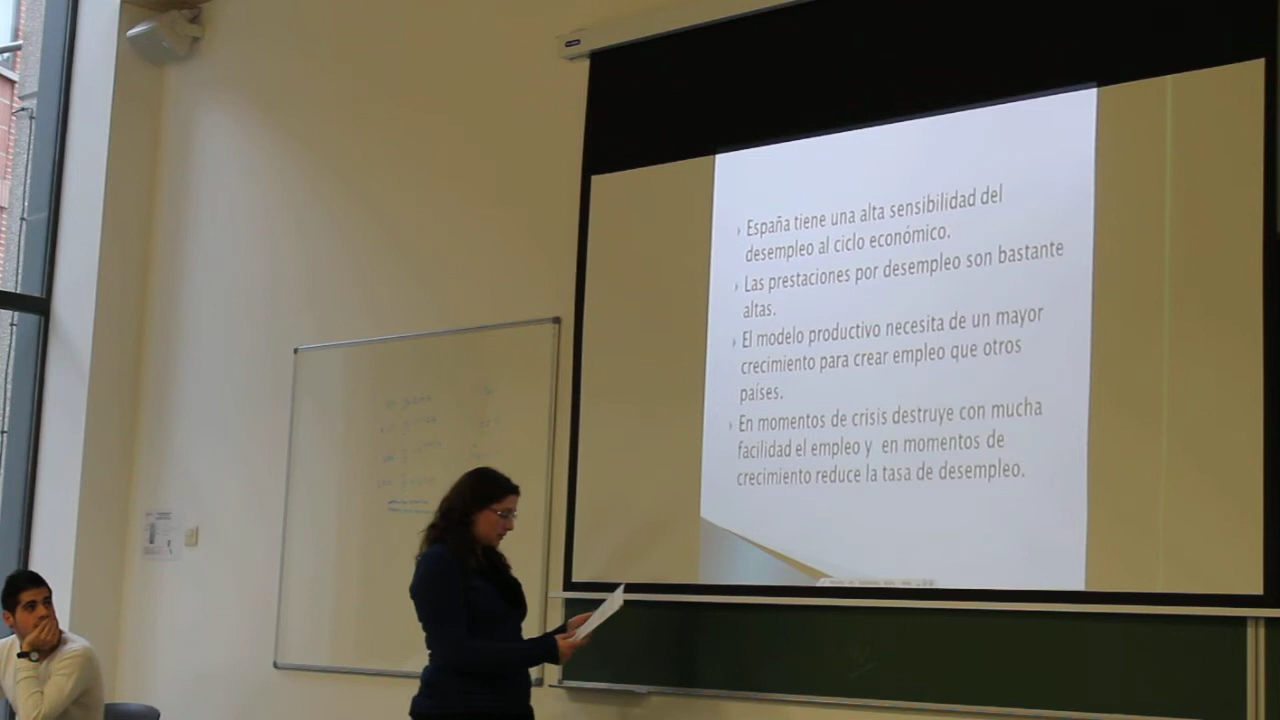 España tiene una alta sensibilidad del
desempleo al ciclo económico.
Las prestaciones por desempleo son bastante
altas.
El modelo productivo necesita de un mayor
crecimiento para crear empleo que otros
países.
En momentos de crisis destruye con mucha
facilidad el empleo y en momentos de
crecimiento reduce la tasa de desempleo.